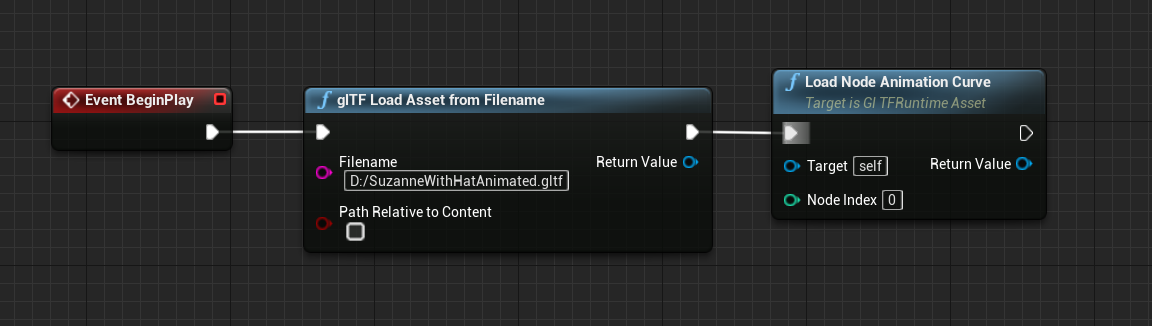 Event BeginPlay
f glTF Load Asset from Filename
Filename
D:/SuzanneWithHatAnimated.gltf
Path Relative to Content
Return Value
f Load Node Animation Curve
Target is Gl TFRuntime Asset
Target self
Return Value
Node Index 0